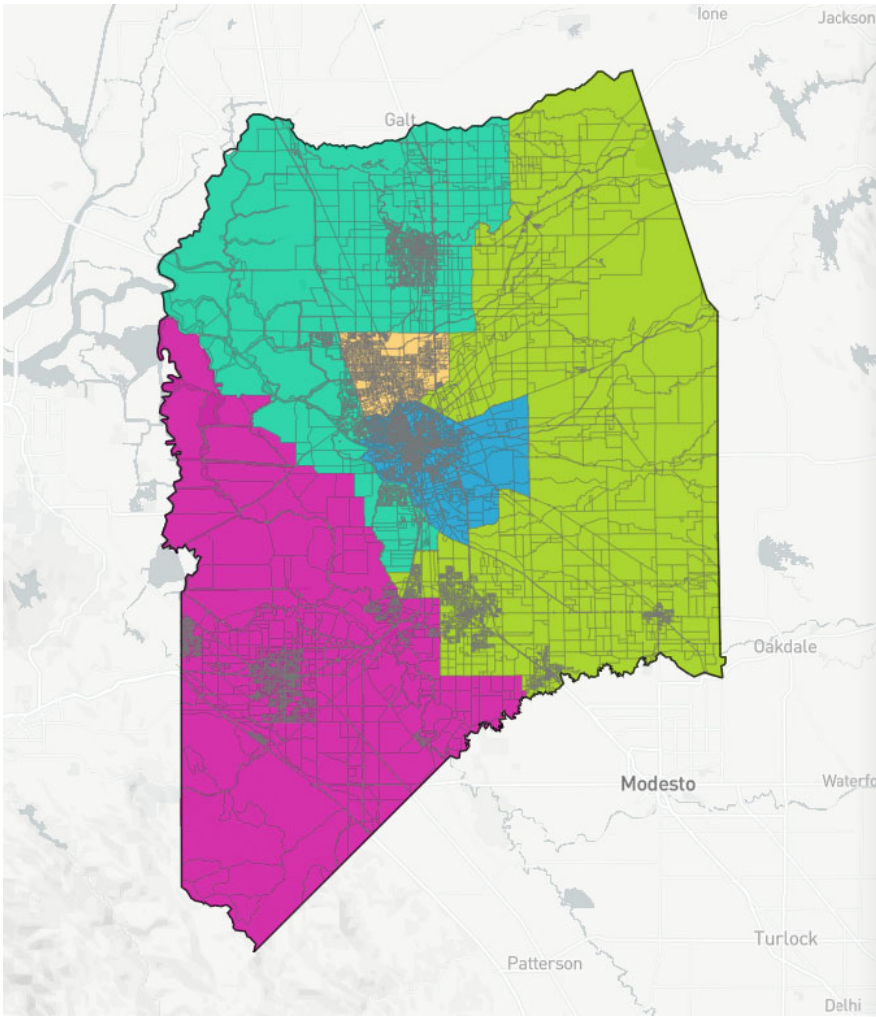 Ione
Jackson
Galt
Oakdale
Modesto
Waterfo
Turlock
Patterson
Delhi